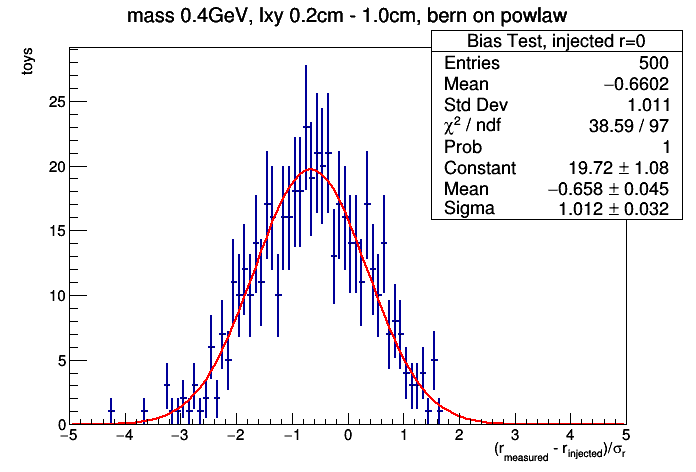 mass 0.4GeV, lxy 0.2cm - 1.0cm, bern on powlaw
toys
Bias Test, injected r=0
Entries 500
Mean −0.6602
Std Dev 1.011
χ² / ndf 38.59 / 97
Prob 1
Constant 19.72 ± 1.08
Mean −0.658 ± 0.045
Sigma 1.012 ± 0.032
25
20
15
10
5
0
−5 −4 −3 −2 −1 0 1 2 3 4 5
(r_measured - r_injected)/σ_r